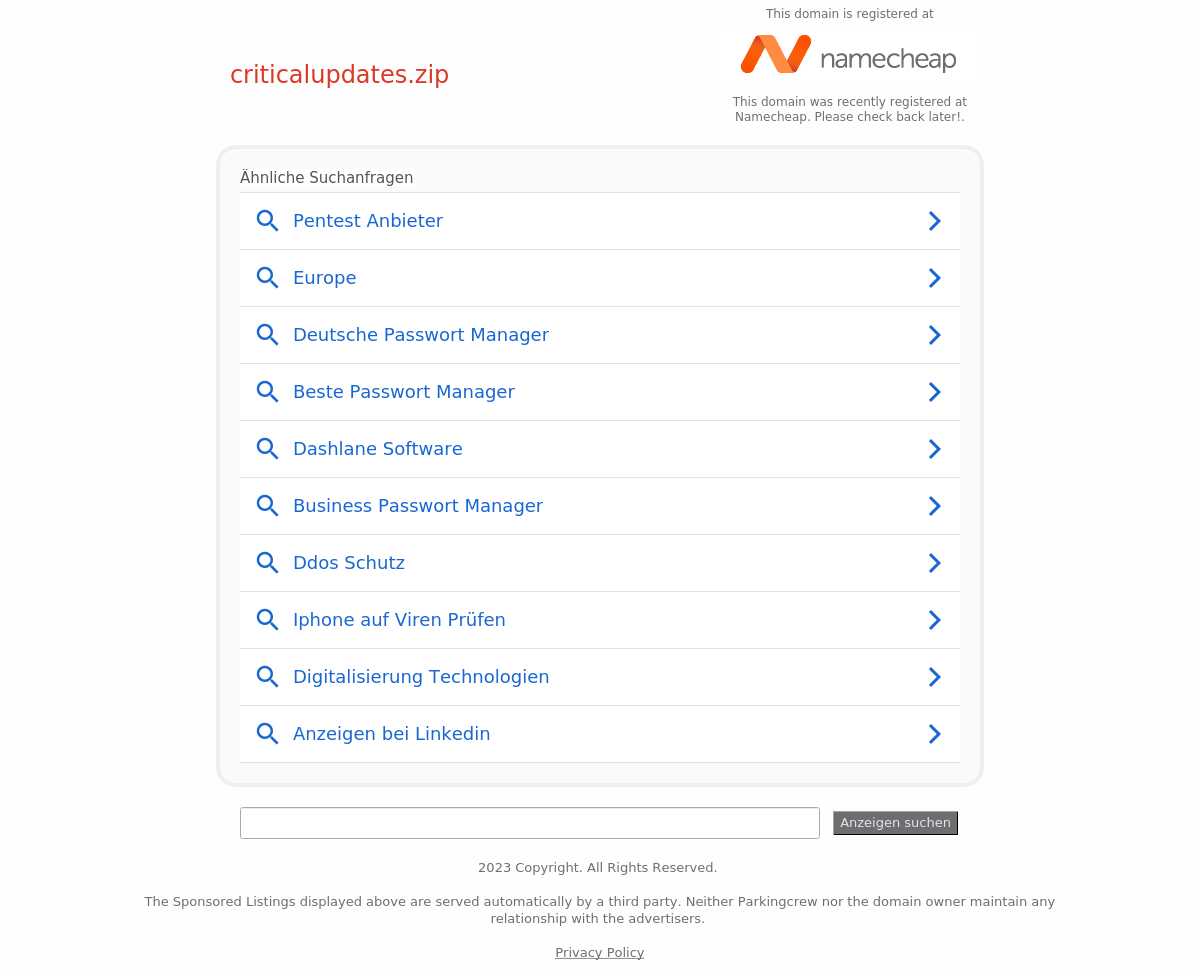 This domain is registered at
namecheap
criticalupdates.zip
This domain was recently registered at
Namecheap. Please check back later!.
Ähnliche Suchanfragen
Pentest Anbieter
Europe
Deutsche Passwort Manager
Beste Passwort Manager
Dashlane Software
Business Passwort Manager
Ddos Schutz
Iphone auf Viren Prüfen
Digitalisierung Technologien
Anzeigen bei Linkedin
Anzeigen suchen
2023 Copyright. All Rights Reserved.
The Sponsored Listings displayed above are served automatically by a third party. Neither Parkingcrew nor the domain owner maintain any
relationship with the advertisers.
Privacy Policy